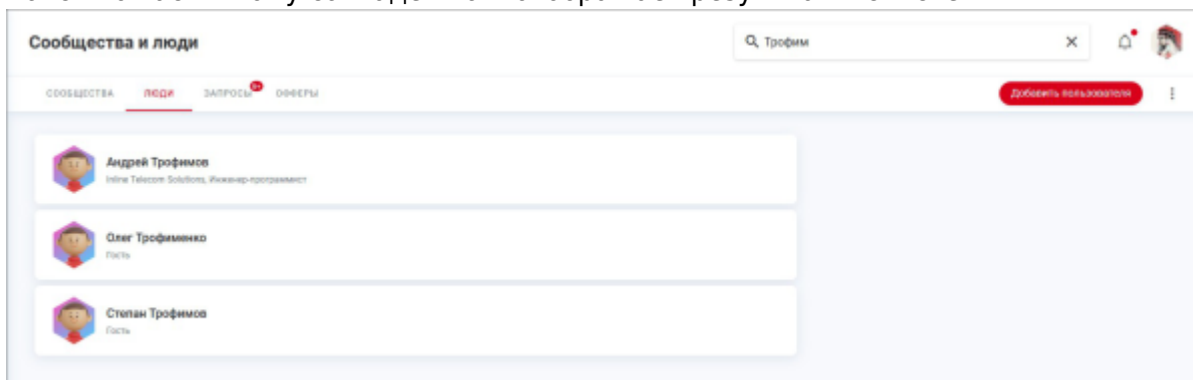 Сообщества и люди
Трофим
СООБЩЕСТВА ЛЮДИ ЗАПРОСЫ 9+ ОФФЕРЫ
Добавить пользователя
Андрей Трофимов
Inline Telecom Solutions, Инженер-программист
Олег Трофименко
Гость
Степан Трофимов
Гость